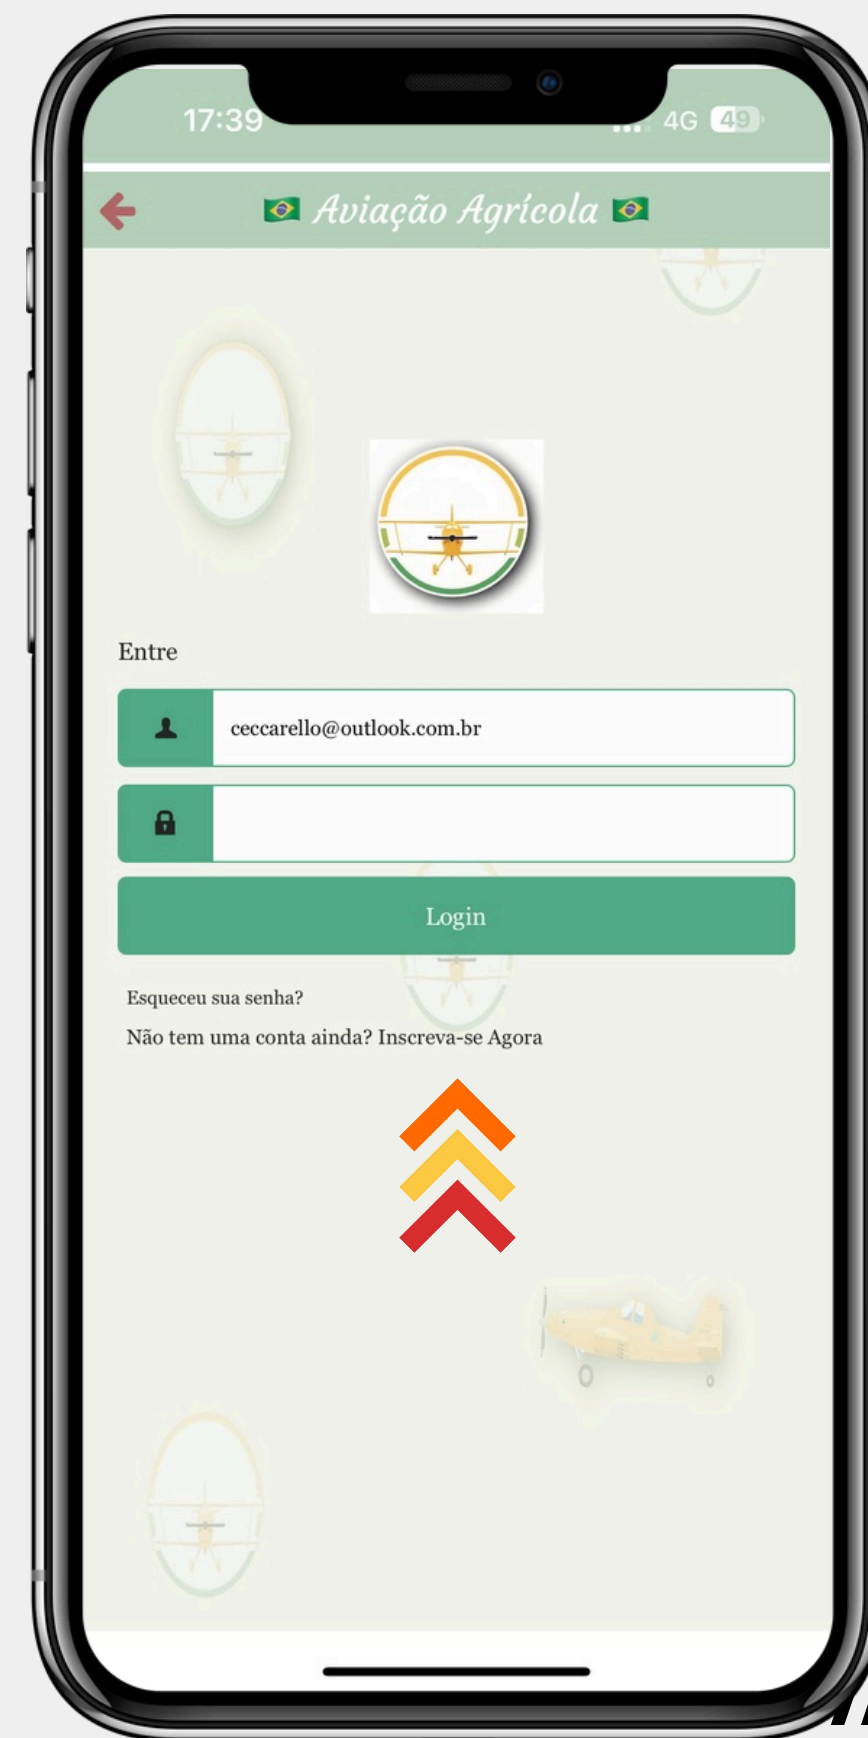 17:39 4G 49
Aviação Agrícola
Entre
ceccarello@outlook.com.br
Login
Esqueceu sua senha?
Não tem uma conta ainda? Inscreva-se Agora